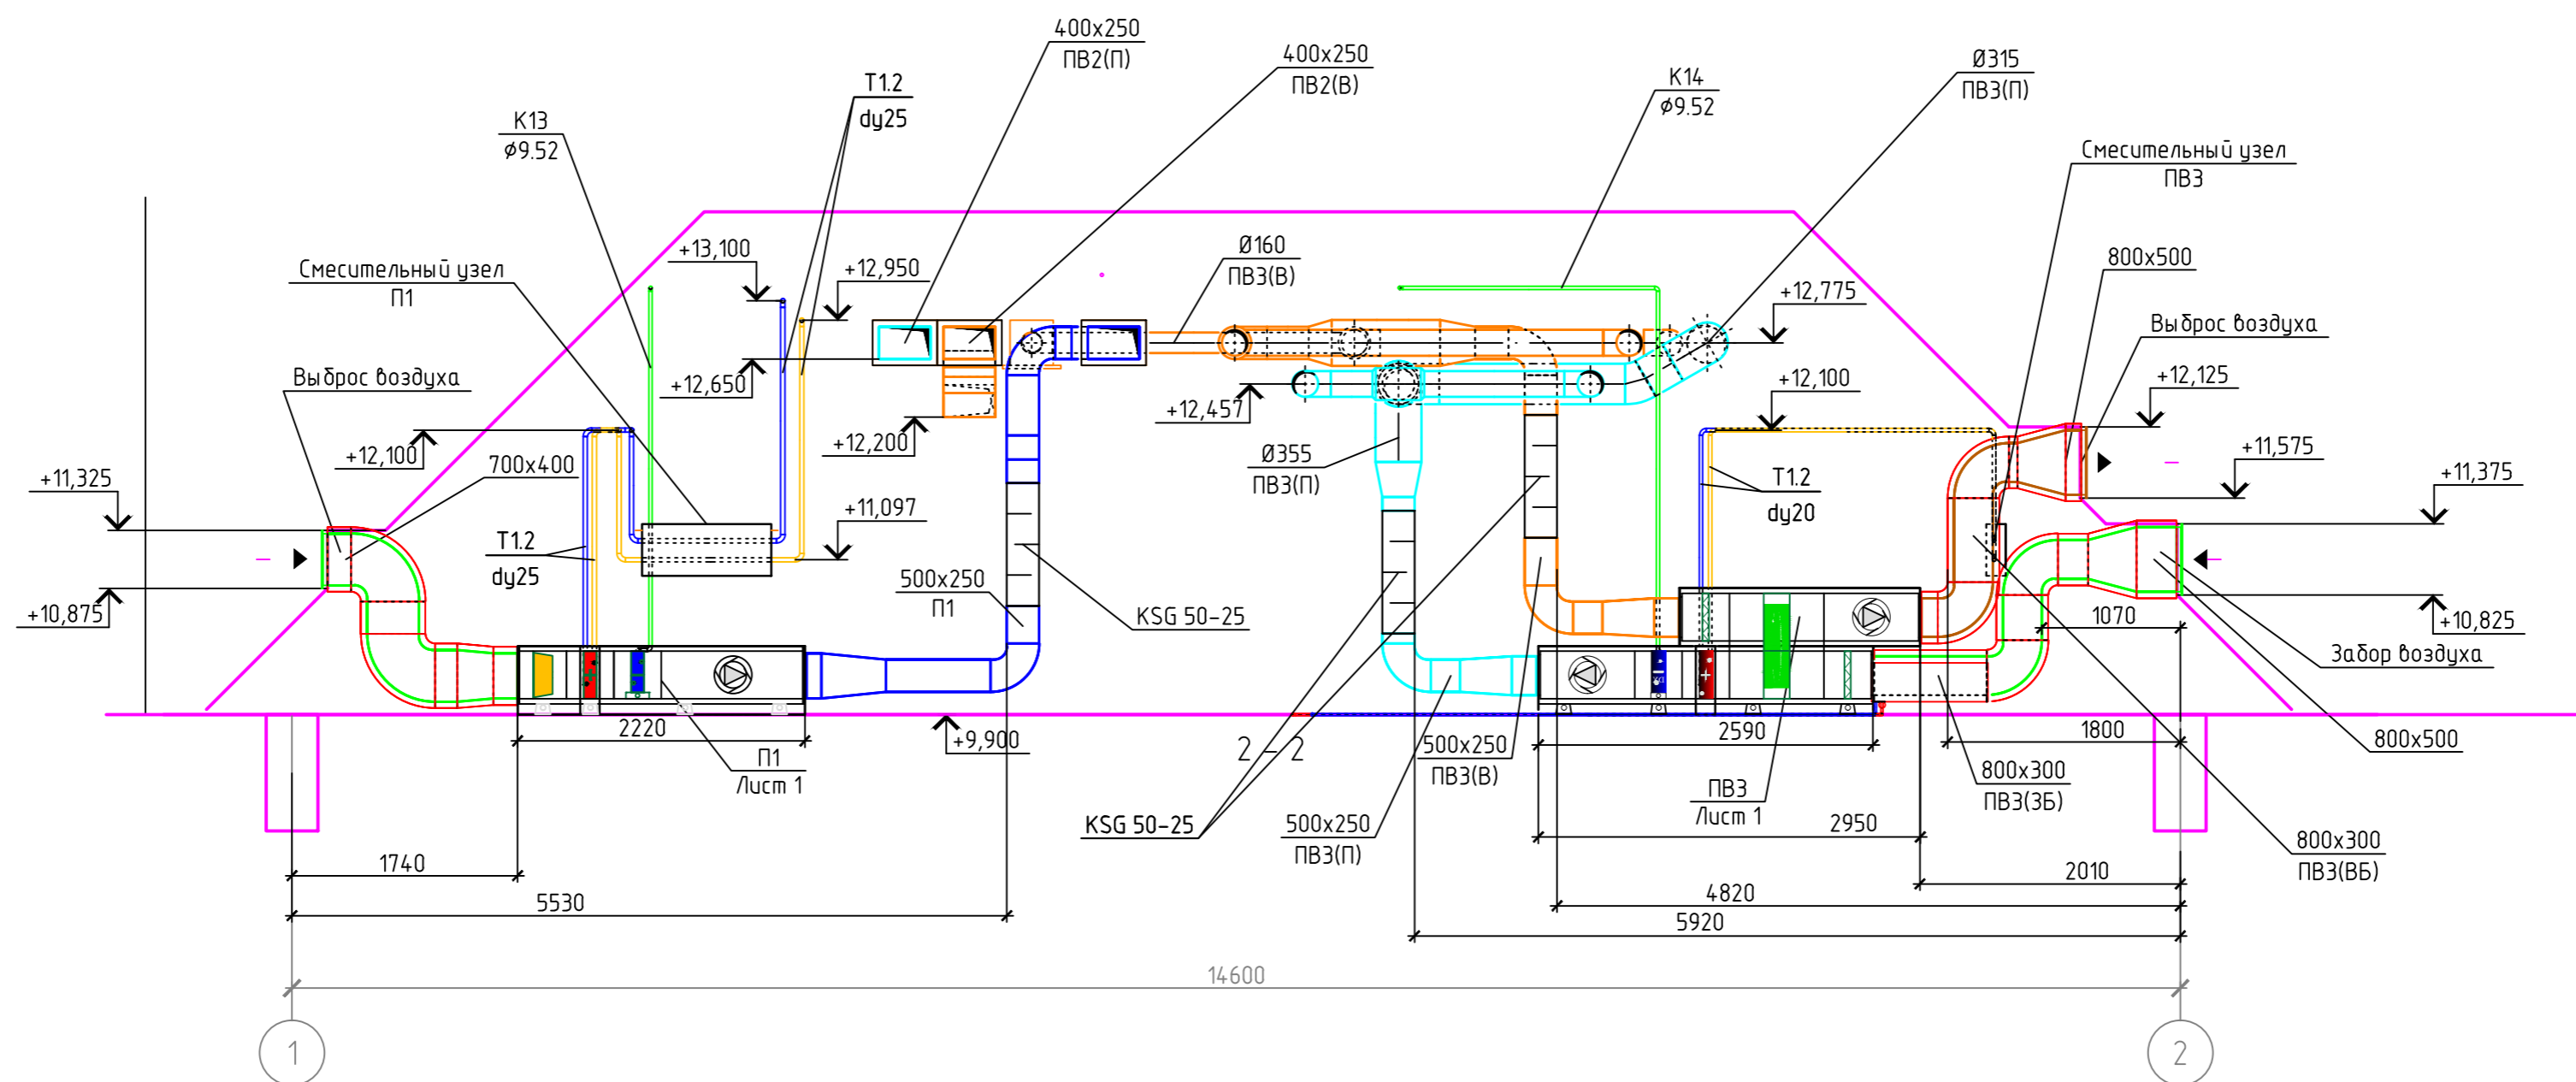 400x250
ПВ2(П)
400x250
ПВ2(В)
T1.2
dy25
K13
ϕ9.52
K14
ϕ9.52
Ø315
ПВ3(П)
Смесительный узел
ПВ3
Смесительный узел
П1
+13,100
+12,950
Ø160
ПВ3(В)
+12,775
800x500
Выброс воздуха
Выброс воздуха
+12,650
+12,457
+12,100
+12,125
+12,100
+12,200
700x400
Ø355
ПВ3(П)
T1.2
dy20
+11,575
+11,375
+11,325
+11,097
T1.2
dy25
500x250
П1
KSG 50-25
+10,875
1070
+10,825
Забор воздуха
2220
+9,900
2 - 2
500x250
ПВ3(В)
2590
1800
800x500
П1
Лист 1
ПВ3
Лист 1
800x300
ПВ3(ЗБ)
KSG 50-25
500x250
ПВ3(П)
2950
800x300
ПВ3(ВБ)
1740
2010
5530
4820
5920
14600
1
2